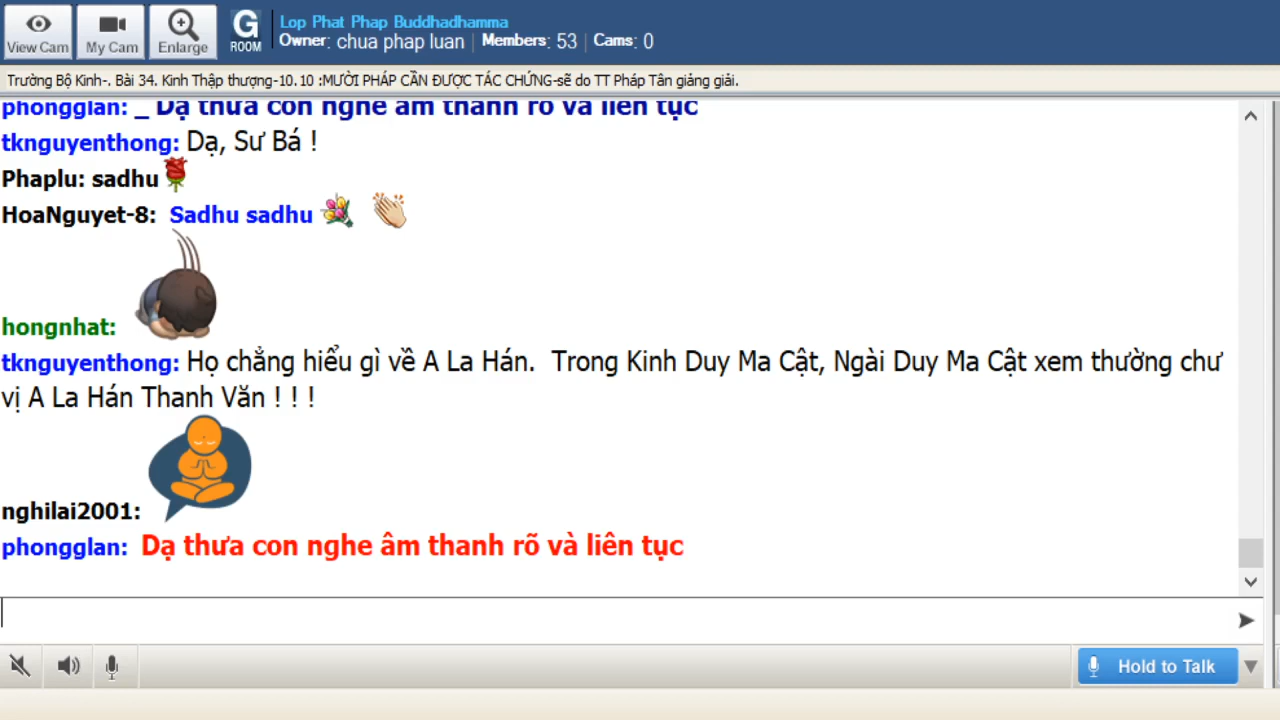 View Cam
My Cam
Enlarge
G
ROOM
Lop Phat Phap Buddhadhamma
Owner: chua phap luan | Members: 53 | Cams: 0
Trường Bộ Kinh-. Bài 34. Kinh Thập thượng-10.10 :MƯỜI PHÁP CẦN ĐƯỢC TÁC CHỨNG-sẽ do TT Pháp Tân giảng giải.
phongglan: _ Dạ thưa con nghe âm thanh rõ và liên tục
tknguyenthong: Dạ, Sư Bá !
Phaplu: sadhu
HoaNguyet-8: Sadhu sadhu
hongnhat:
tknguyenthong: Họ chẳng hiểu gì về A La Hán. Trong Kinh Duy Ma Cật, Ngài Duy Ma Cật xem thường chư
vị A La Hán Thanh Văn ! ! !
nghilai2001:
phongglan: Dạ thưa con nghe âm thanh rõ và liên tục
Hold to Talk